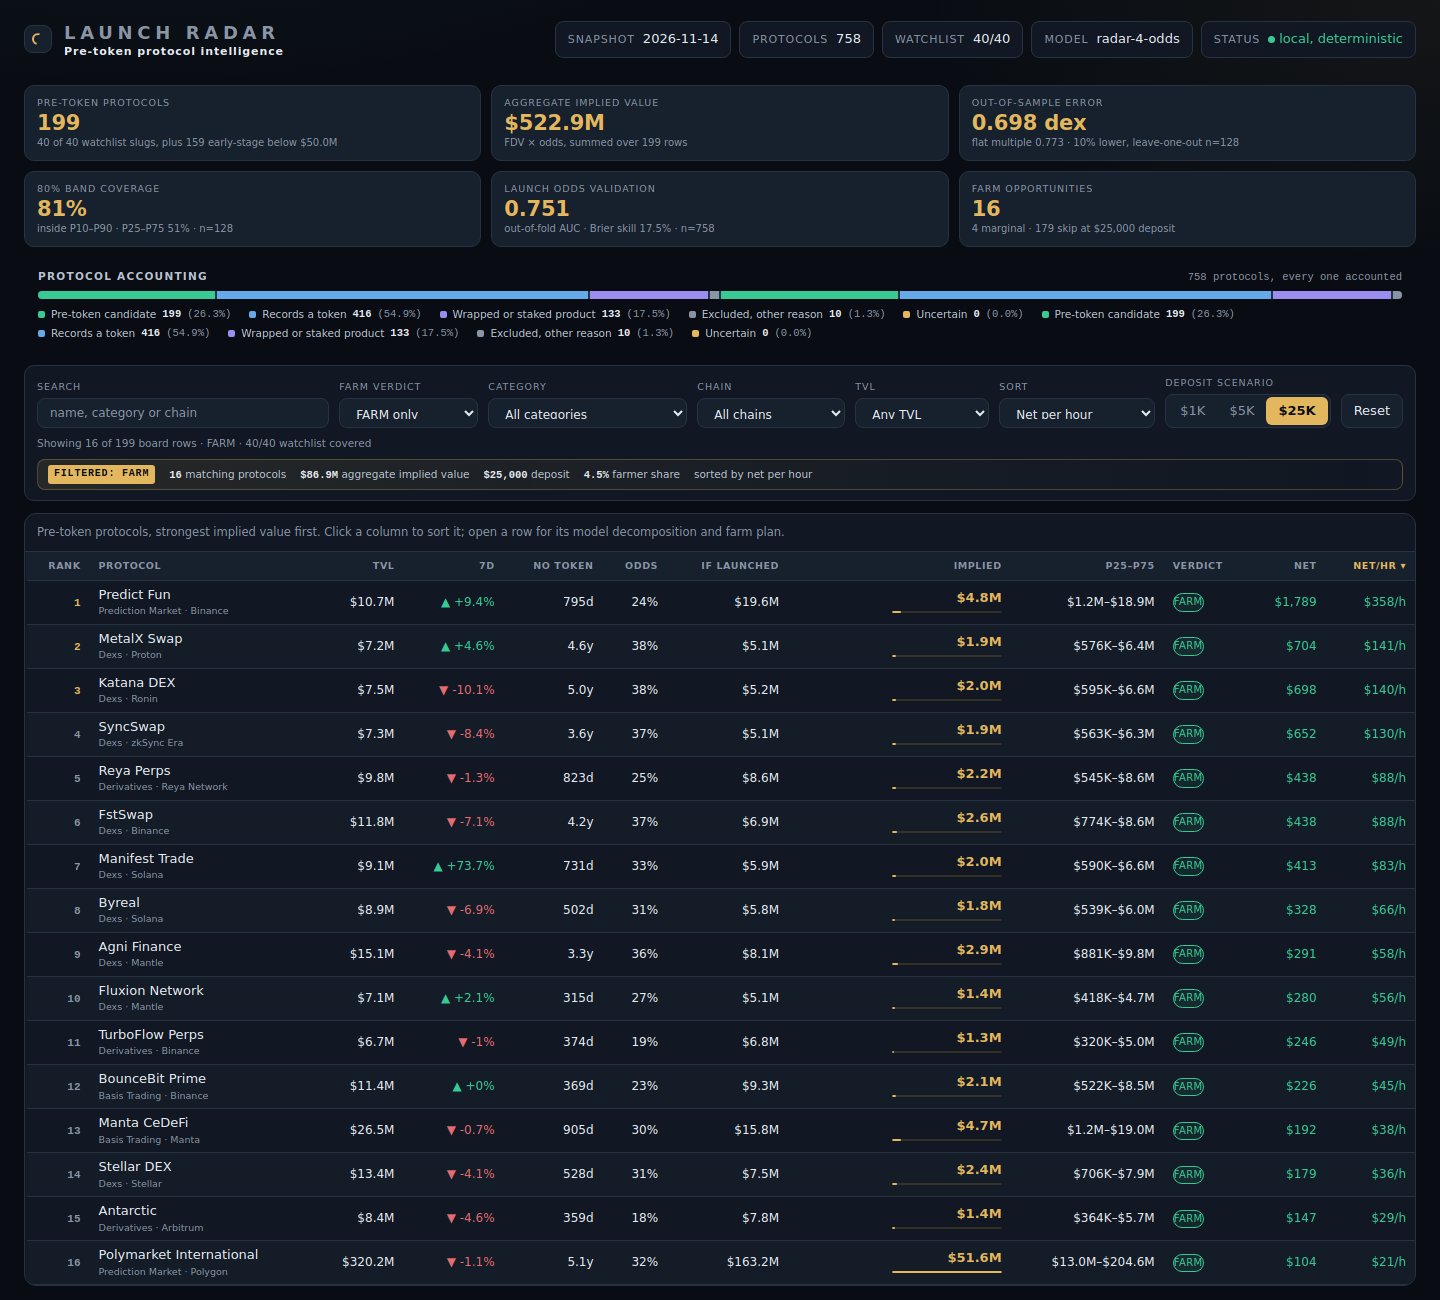 LAUNCH RADAR
Pre-token protocol intelligence
SNAPSHOT 2026-11-14
PROTOCOLS 758
WATCHLIST 40/40
MODEL radar-4-odds
STATUS local, deterministic
PRE-TOKEN PROTOCOLS
199
40 of 40 watchlist slugs, plus 159 early-stage below $50.0M
AGGREGATE IMPLIED VALUE
$522.9M
FDV × odds, summed over 199 rows
OUT-OF-SAMPLE ERROR
0.698 dex
flat multiple 0.773 · 10% lower, leave-one-out n=128
80% BAND COVERAGE
81%
inside P10–P90 · P25–P75 51% · n=128
LAUNCH ODDS VALIDATION
0.751
out-of-fold AUC · Brier skill 17.5% · n=758
FARM OPPORTUNITIES
16
4 marginal · 179 skip at $25,000 deposit
PROTOCOL ACCOUNTING
758 protocols, every one accounted
Pre-token candidate 199 (26.3%) Records a token 416 (54.9%) Wrapped or staked product 133 (17.5%) Excluded, other reason 10 (1.3%) Uncertain 0 (0.0%) Pre-token candidate 199 (26.3%)
Records a token 416 (54.9%) Wrapped or staked product 133 (17.5%) Excluded, other reason 10 (1.3%) Uncertain 0 (0.0%)
SEARCH FARM VERDICT CATEGORY CHAIN TVL SORT DEPOSIT SCENARIO
name, category or chain FARM only All categories All chains Any TVL Net per hour $1K $5K $25K Reset
Showing 16 of 199 board rows · FARM · 40/40 watchlist covered
FILTERED: FARM 16 matching protocols $86.9M aggregate implied value $25,000 deposit 4.5% farmer share sorted by net per hour
Pre-token protocols, strongest implied value first. Click a column to sort it; open a row for its model decomposition and farm plan.
RANK PROTOCOL TVL 7D NO TOKEN ODDS IF LAUNCHED IMPLIED P25–P75 VERDICT NET NET/HR ▾
1 Predict Fun $10.7M ▲ +9.4% 795d 24% $19.6M $4.8M $1.2M–$18.9M FARM $1,789 $358/h
Prediction Market · Binance
2 MetalX Swap $7.2M ▲ +4.6% 4.6y 38% $5.1M $1.9M $576K–$6.4M FARM $704 $141/h
Dexs · Proton
3 Katana DEX $7.5M ▼ -10.1% 5.0y 38% $5.2M $2.0M $595K–$6.6M FARM $698 $140/h
Dexs · Ronin
4 SyncSwap $7.3M ▼ -8.4% 3.6y 37% $5.1M $1.9M $563K–$6.3M FARM $652 $130/h
Dexs · zkSync Era
5 Reya Perps $9.8M ▼ -1.3% 823d 25% $8.6M $2.2M $545K–$8.6M FARM $438 $88/h
Derivatives · Reya Network
6 FstSwap $11.8M ▼ -7.1% 4.2y 37% $6.9M $2.6M $774K–$8.6M FARM $438 $88/h
Dexs · Binance
7 Manifest Trade $9.1M ▲ +73.7% 731d 33% $5.9M $2.0M $590K–$6.6M FARM $413 $83/h
Dexs · Solana
8 Byreal $8.9M ▼ -6.9% 502d 31% $5.8M $1.8M $539K–$6.0M FARM $328 $66/h
Dexs · Solana
9 Agni Finance $15.1M ▼ -4.1% 3.3y 36% $8.1M $2.9M $881K–$9.8M FARM $291 $58/h
Dexs · Mantle
10 Fluxion Network $7.1M ▲ +2.1% 315d 27% $5.1M $1.4M $418K–$4.7M FARM $280 $56/h
Dexs · Mantle
11 TurboFlow Perps $6.7M ▼ -1% 374d 19% $6.8M $1.3M $320K–$5.0M FARM $246 $49/h
Derivatives · Binance
12 BounceBit Prime $11.4M ▲ +0% 369d 23% $9.3M $2.1M $522K–$8.5M FARM $226 $45/h
Basis Trading · Binance
13 Manta CeDeFi $26.5M ▼ -0.7% 905d 30% $15.8M $4.7M $1.2M–$19.0M FARM $192 $38/h
Basis Trading · Manta
14 Stellar DEX $13.4M ▼ -4.1% 528d 31% $7.5M $2.4M $706K–$7.9M FARM $179 $36/h
Dexs · Stellar
15 Antarctic $8.4M ▼ -4.6% 359d 18% $7.8M $1.4M $364K–$5.7M FARM $147 $29/h
Derivatives · Arbitrum
16 Polymarket International $320.2M ▼ -1.1% 5.1y 32% $163.2M $51.6M $13.0M–$204.6M FARM $104 $21/h
Prediction Market · Polygon